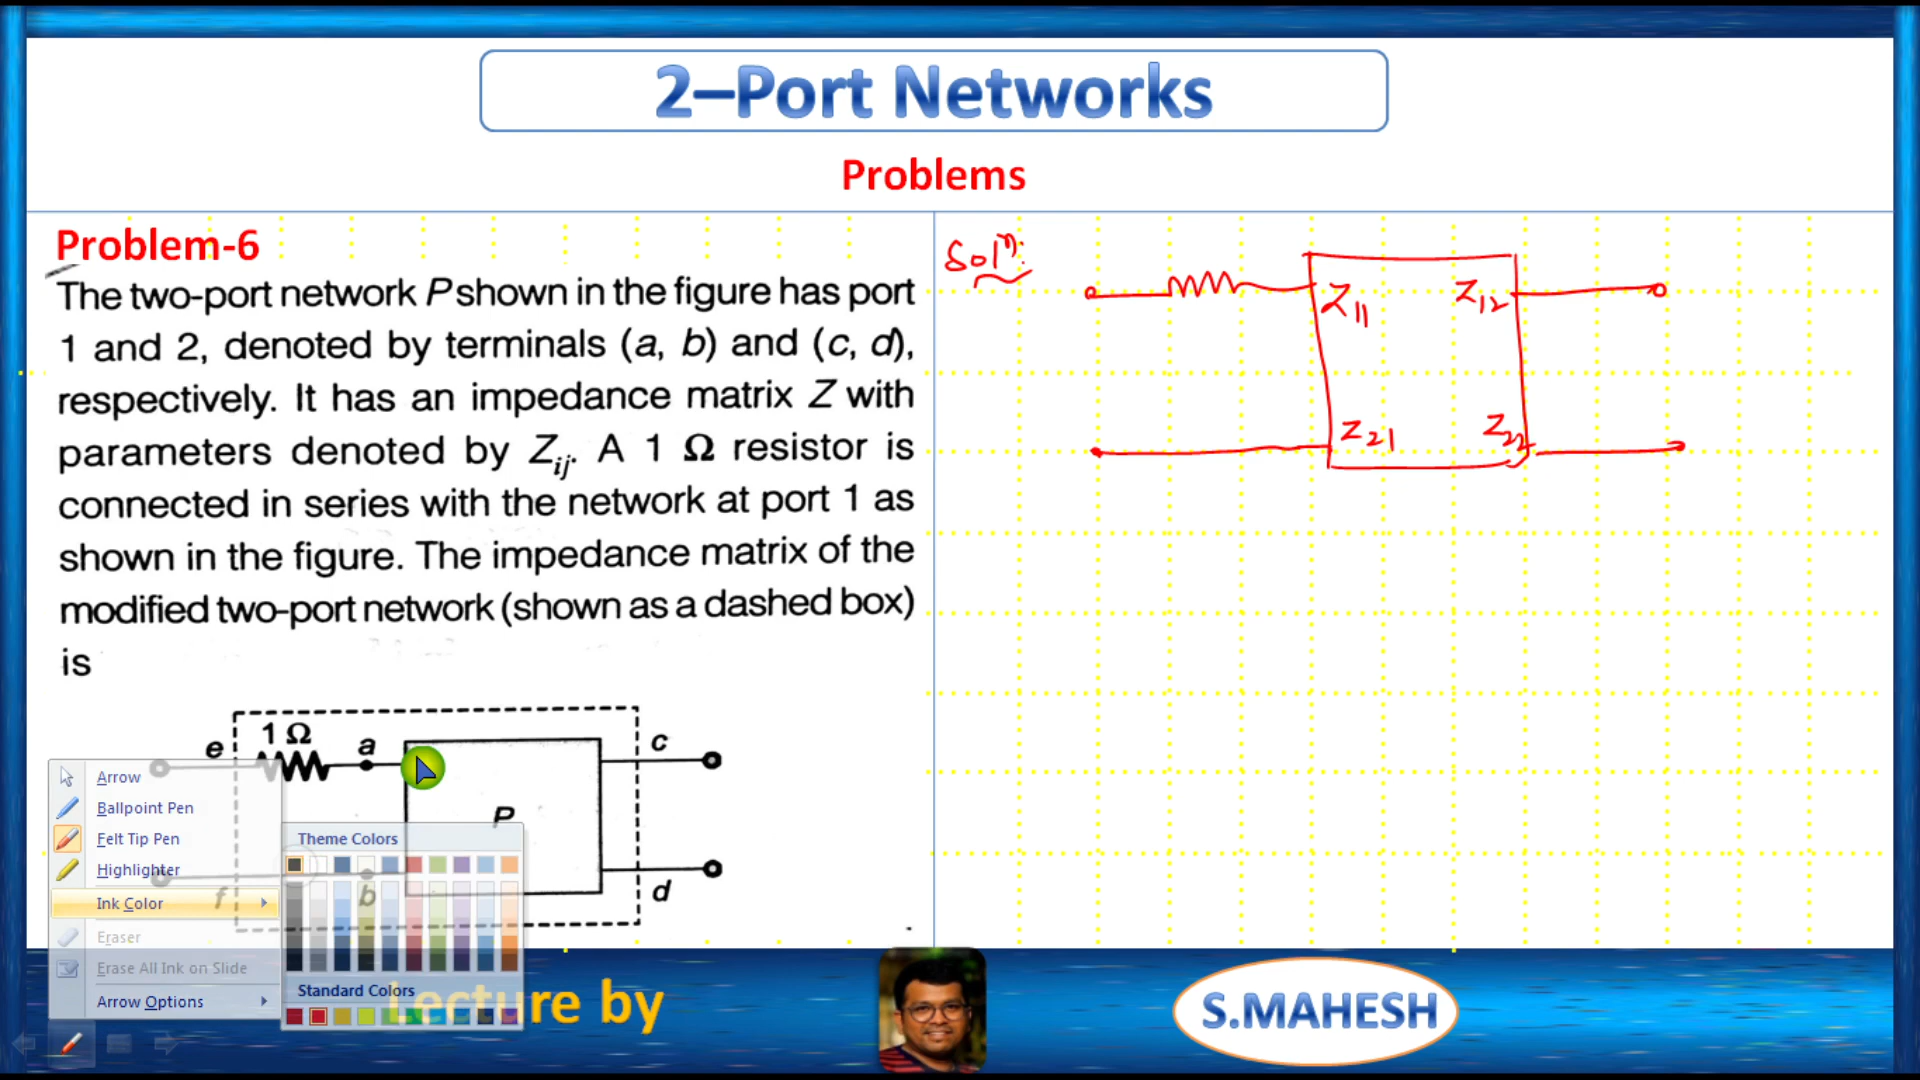 2–Port Networks
Problems
Problem-6
The two-port network P shown in the figure has port
1 and 2, denoted by terminals (a, b) and (c, d),
respectively. It has an impedance matrix Z with
parameters denoted by Zij. A 1 Ω resistor is
connected in series with the network at port 1 as
shown in the figure. The impedance matrix of the
modified two-port network (shown as a dashed box)
is
1 Ω
e
a
c
P
f
b
d
Arrow
Ballpoint Pen
Felt Tip Pen
Highlighter
Ink Color
Eraser
Erase All Ink on Slide
Arrow Options
Theme Colors
Standard Colors
Solⁿ:
Z11
Z12
Z21
Z22
Lecture by
S.MAHESH